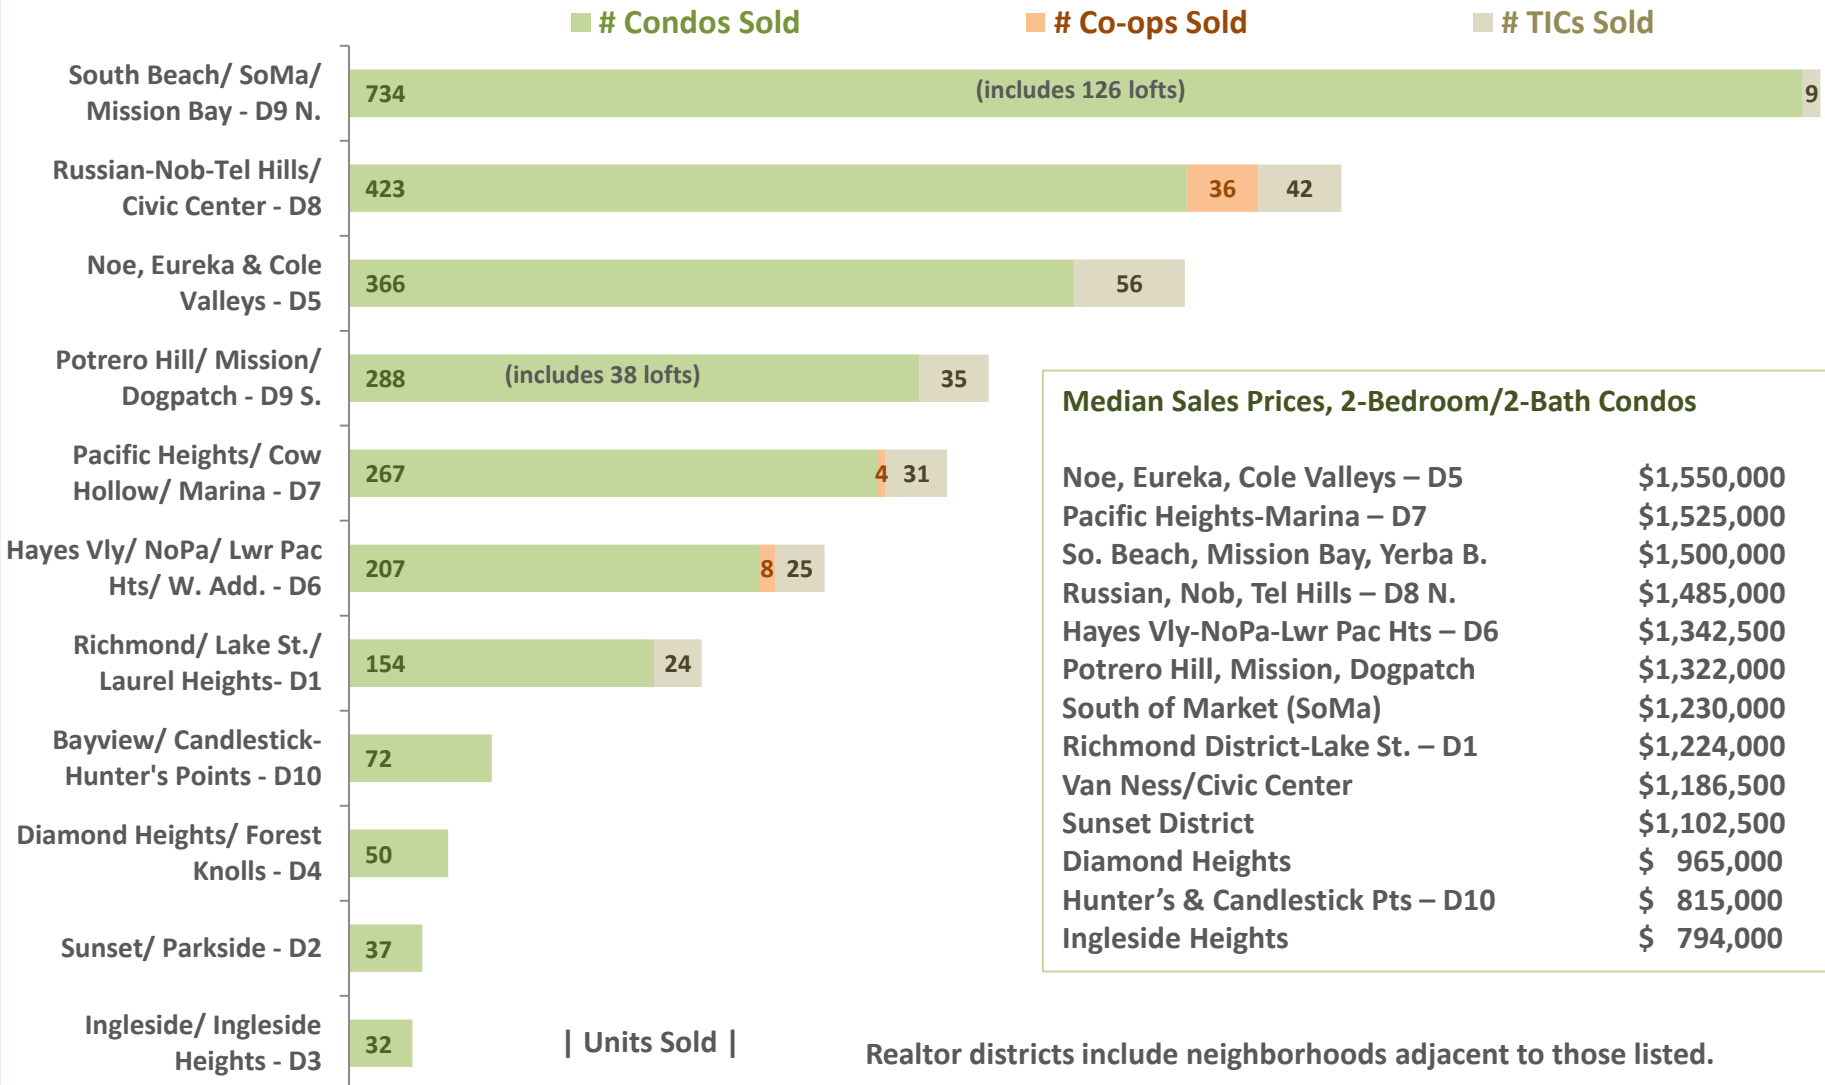 # Condos Sold # Co-ops Sold # TICs Sold
South Beach/ SoMa/
Mission Bay - D9 N.
734 (includes 126 lofts) 9
Russian-Nob-Tel Hills/
Civic Center - D8
423 36 42
Noe, Eureka & Cole
Valleys - D5
366 56
Potrero Hill/ Mission/
Dogpatch - D9 S.
288 (includes 38 lofts) 35
Pacific Heights/ Cow
Hollow/ Marina - D7
267 4 31
Hayes Vly/ NoPa/ Lwr Pac
Hts/ W. Add. - D6
207 8 25
Richmond/ Lake St./
Laurel Heights- D1
154 24
Bayview/ Candlestick-
Hunter's Points - D10
72
Diamond Heights/ Forest
Knolls - D4
50
Sunset/ Parkside - D2
37
Ingleside/ Ingleside
Heights - D3
32
| Units Sold |
Median Sales Prices, 2-Bedroom/2-Bath Condos
Noe, Eureka, Cole Valleys – D5 $1,550,000
Pacific Heights-Marina – D7 $1,525,000
So. Beach, Mission Bay, Yerba B. $1,500,000
Russian, Nob, Tel Hills – D8 N. $1,485,000
Hayes Vly-NoPa-Lwr Pac Hts – D6 $1,342,500
Potrero Hill, Mission, Dogpatch $1,322,000
South of Market (SoMa) $1,230,000
Richmond District-Lake St. – D1 $1,224,000
Van Ness/Civic Center $1,186,500
Sunset District $1,102,500
Diamond Heights $ 965,000
Hunter’s & Candlestick Pts – D10 $ 815,000
Ingleside Heights $ 794,000
Realtor districts include neighborhoods adjacent to those listed.